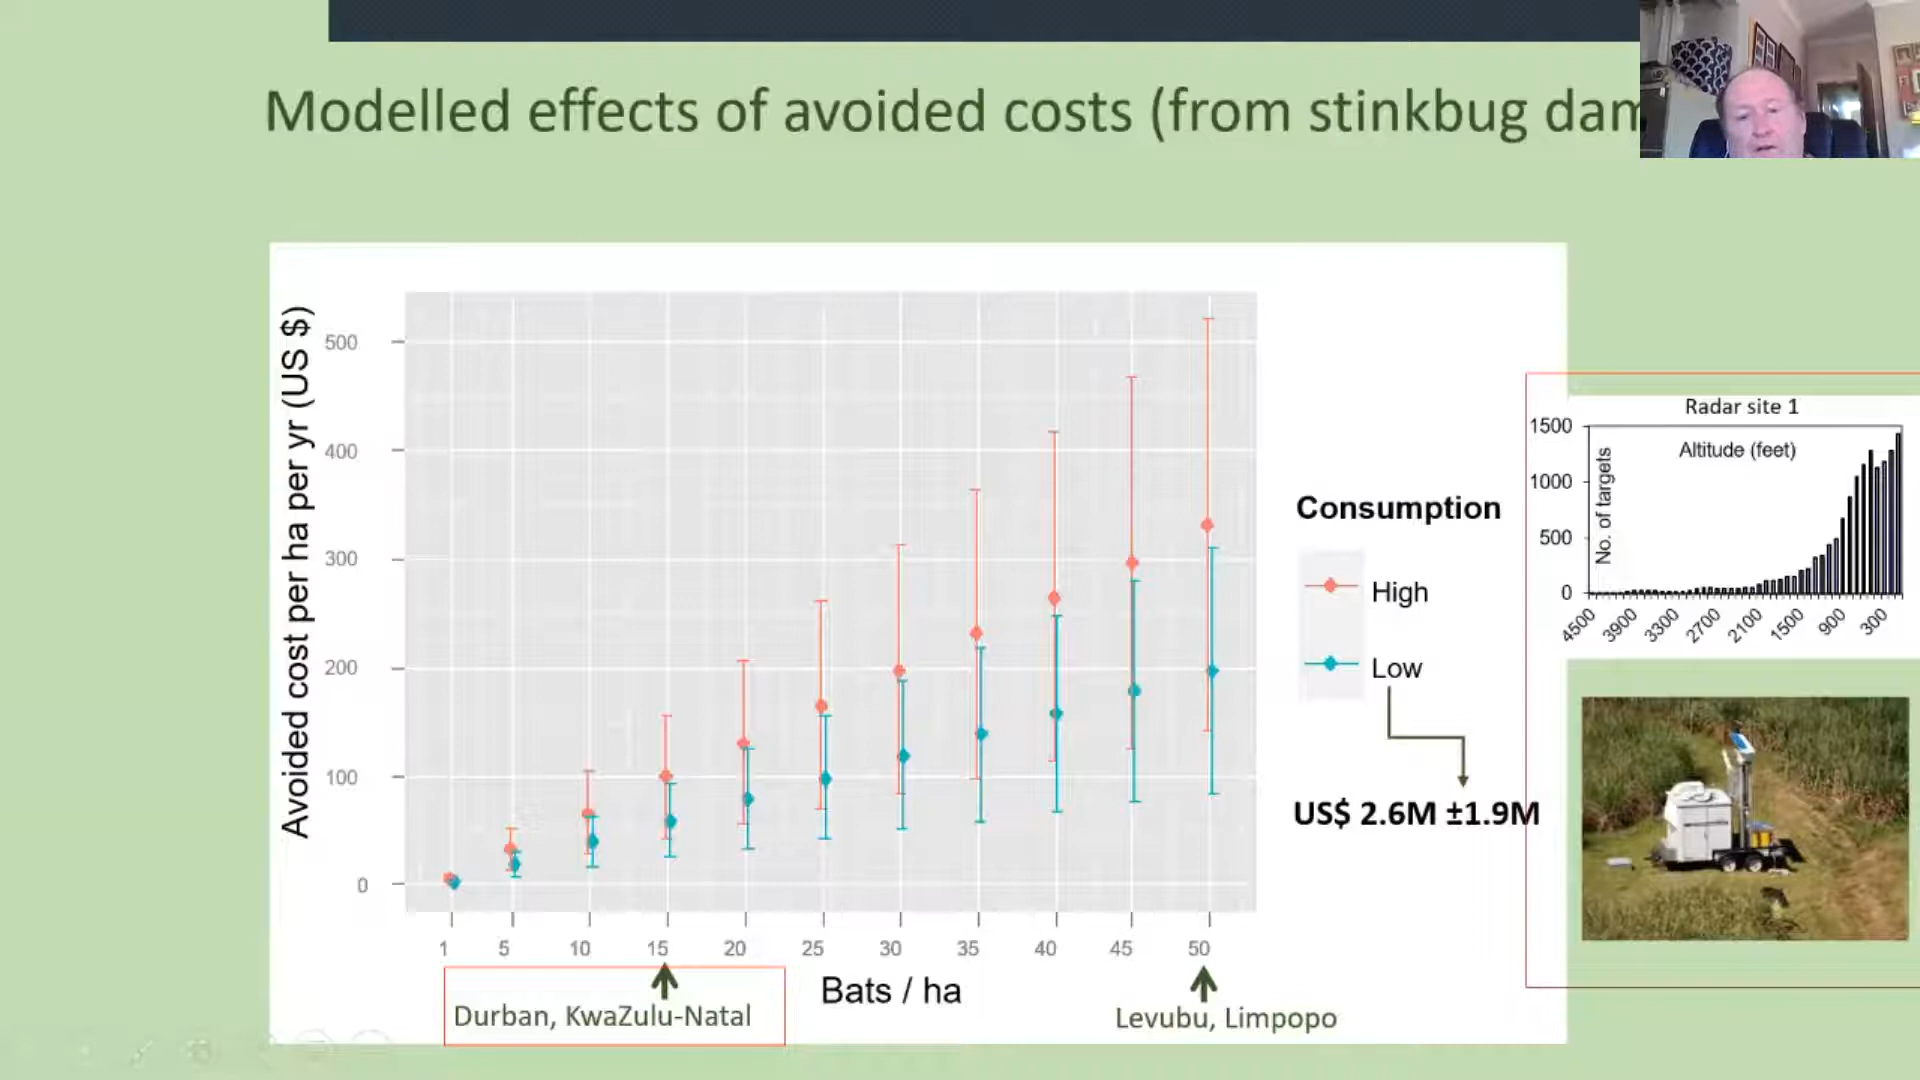 Modelled effects of avoided costs (from stinkbug dam
Avoided cost per ha per yr (US $)
500
400
300
200
100
0
1 5 10 15 20 25 30 35 40 45 50
Bats / ha
Durban, KwaZulu-Natal
Levubu, Limpopo
Consumption
High
Low
US$ 2.6M ±1.9M
Radar site 1
Altitude (feet)
No. of targets
1500
1000
500
0
4500 3900 3300 2700 2100 1500 900 300